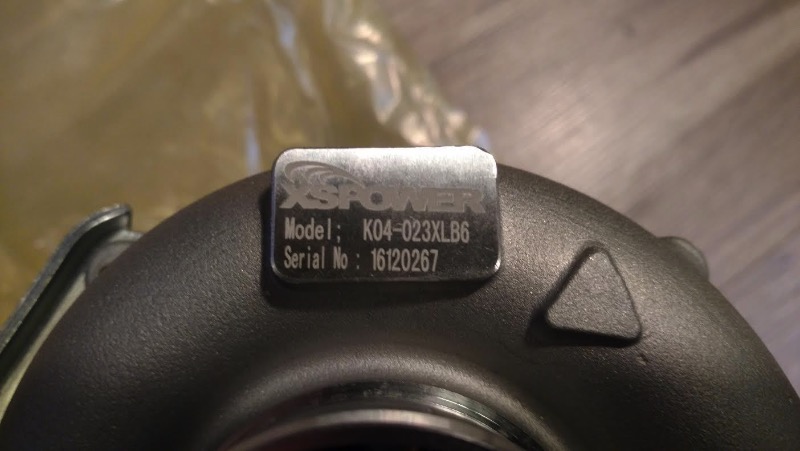 XSPOWER
Model; K04-023XLB6
Serial No : 16120267